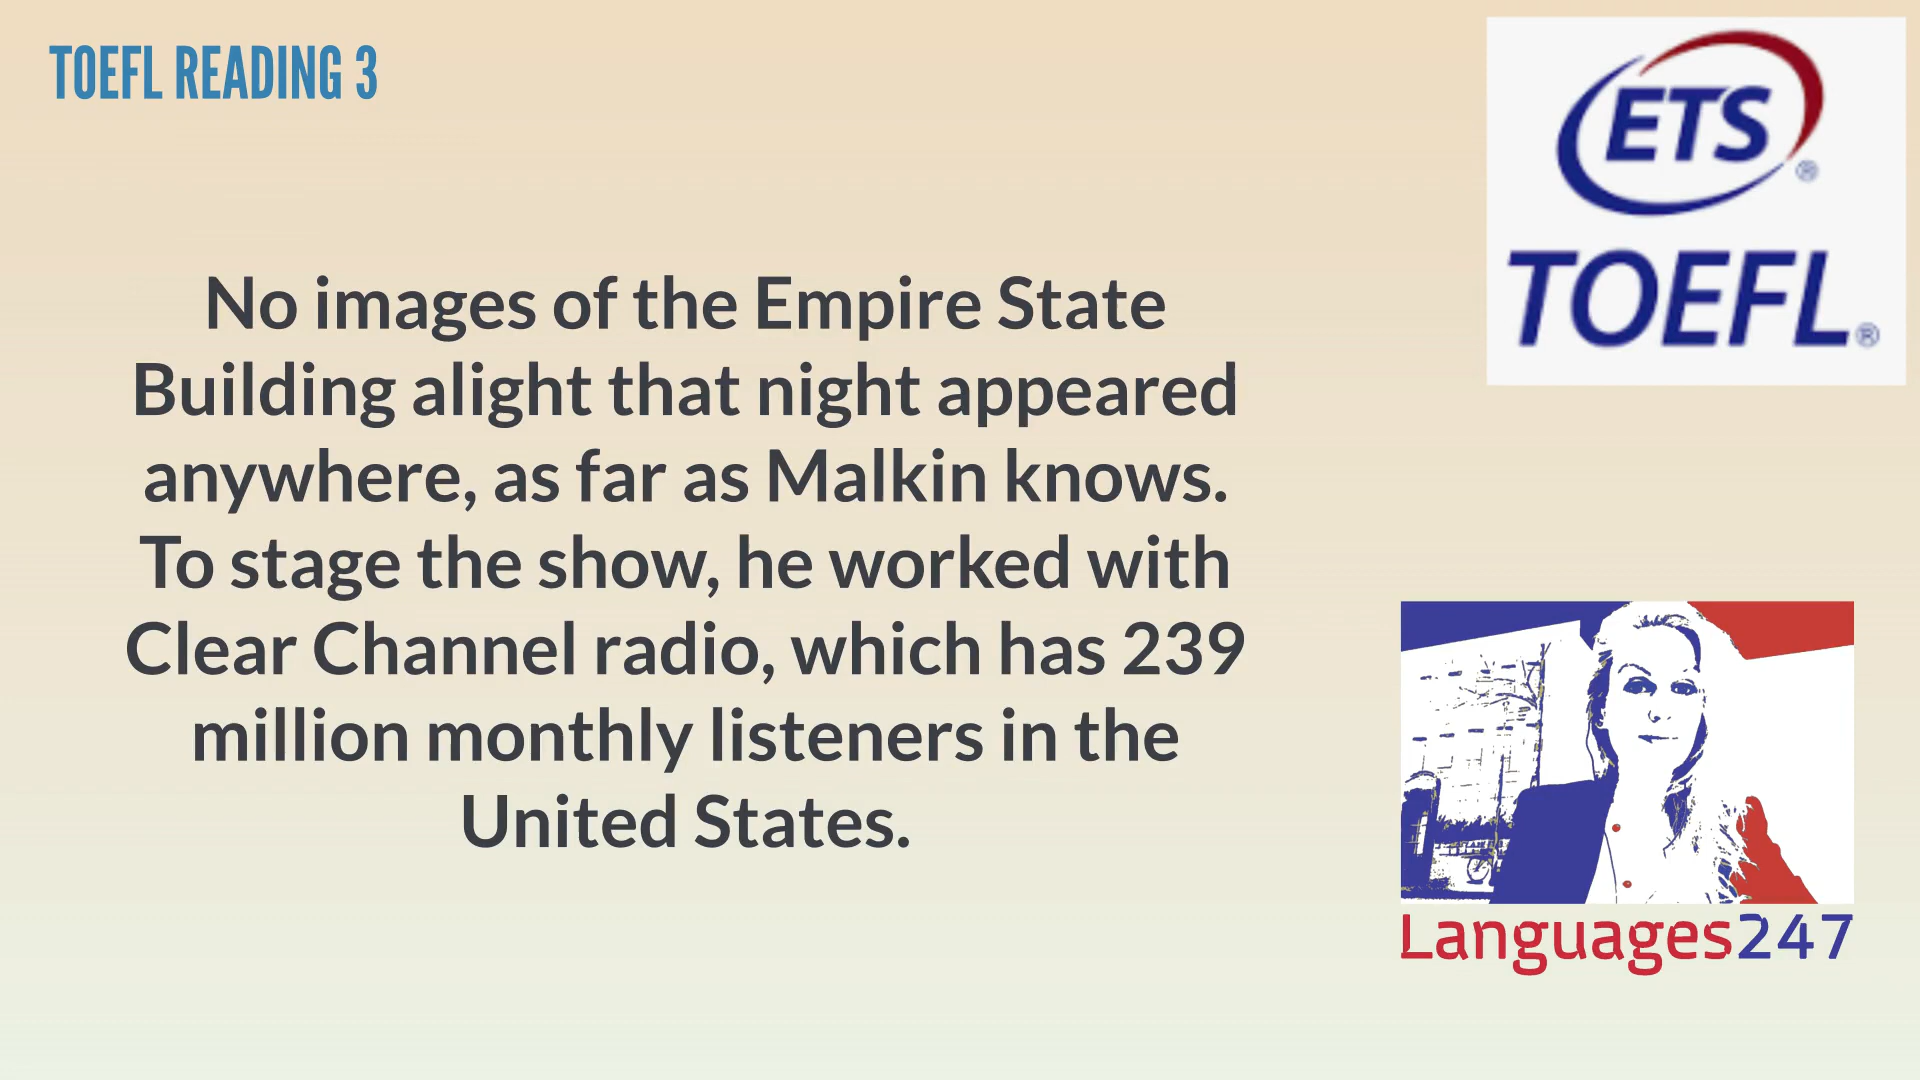 TOEFL READING 3
ETS
®
TOEFL
®
No images of the Empire State
Building alight that night appeared
anywhere, as far as Malkin knows.
To stage the show, he worked with
Clear Channel radio, which has 239
million monthly listeners in the
United States.
Languages247